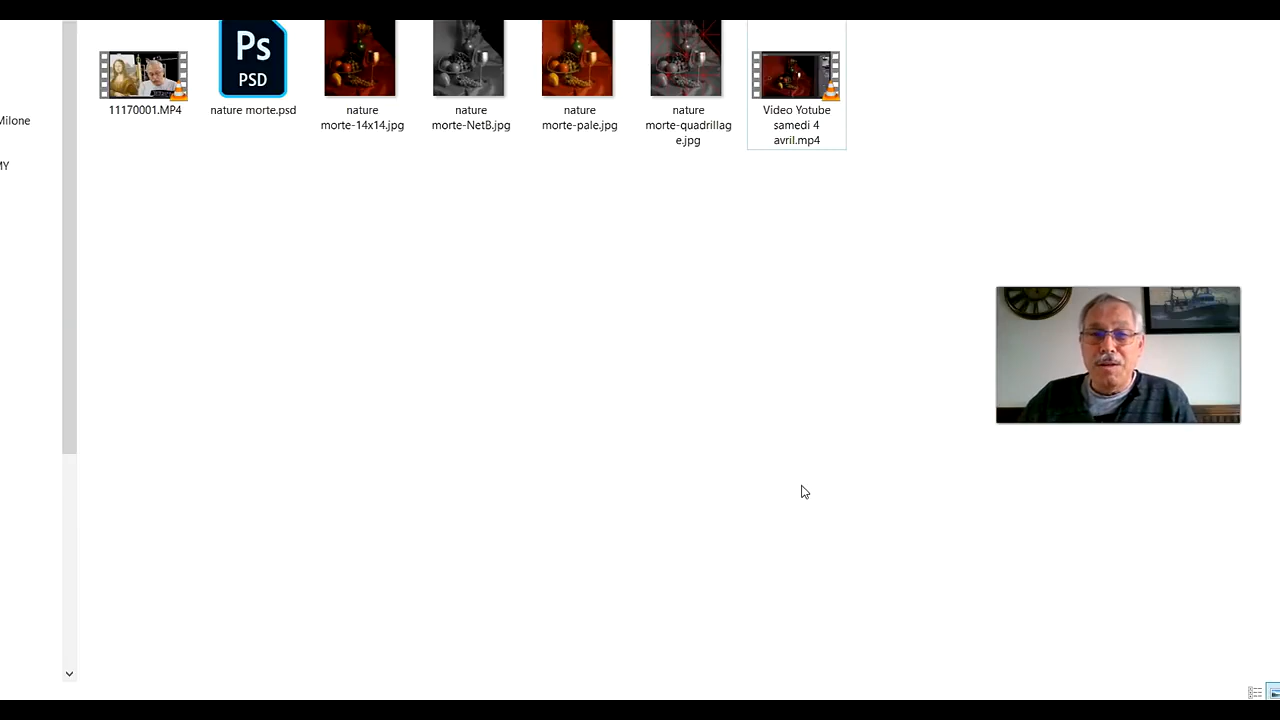 Ps
PSD
11170001.MP4
nature morte.psd
nature
morte-14x14.jpg
nature
morte-NetB.jpg
nature
morte-pale.jpg
nature
morte-quadrillag
e.jpg
Video Yotube
samedi 4
avril.mp4
Milone
MY